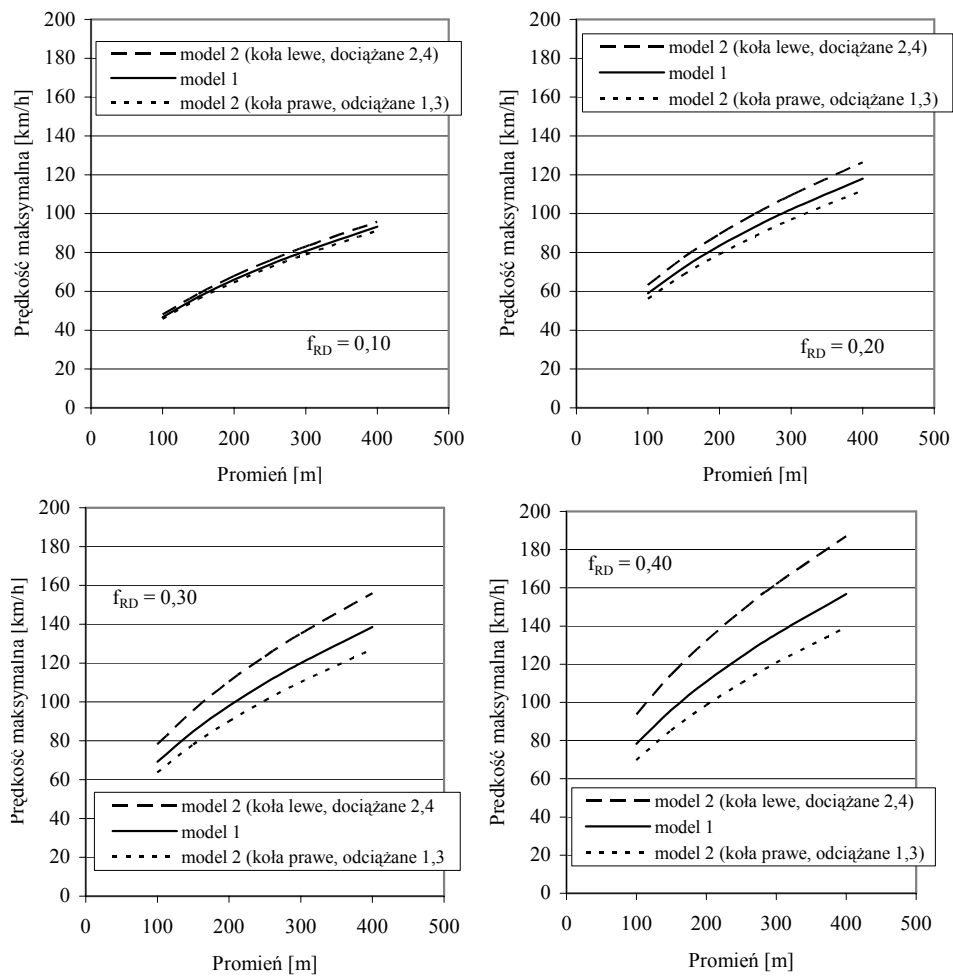 Prędkość maksymalna [km/h]
200
180
160
140
120
100
80
60
40
20
0
model 2 (koła lewe, dociążane 2,4)
model 1
model 2 (koła prawe, odciążane 1,3)
f_RD = 0,10
0 100 200 300 400 500
Promień [m]
Prędkość maksymalna [km/h]
200
180
160
140
120
100
80
60
40
20
0
model 2 (koła lewe, dociążane 2,4)
model 1
model 2 (koła prawe, odciążane 1,3)
f_RD = 0,20
0 100 200 300 400 500
Promień [m]
Prędkość maksymalna [km/h]
200
180
160
140
120
100
80
60
40
20
0
f_RD = 0,30
model 2 (koła lewe, dociążane 2,4
model 1
model 2 (koła prawe, odciążane 1,3
0 100 200 300 400 500
Promień [m]
Prędkość maksymalna [km/h]
200
180
160
140
120
100
80
60
40
20
0
f_RD = 0,40
model 2 (koła lewe, dociążane 2,4)
model 1
model 2 (koła prawe, odciążane 1,3)
0 100 200 300 400 500
Promień [m]